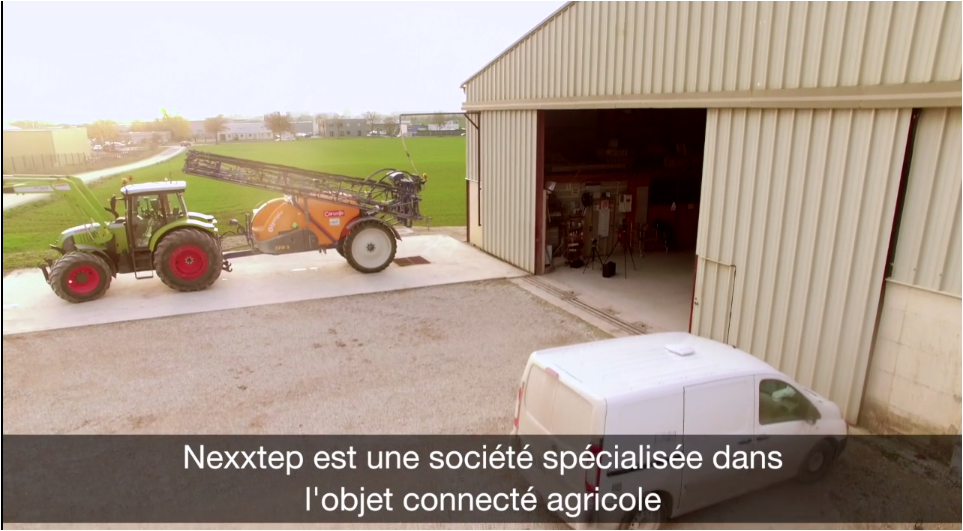 Nexxtep est une société spécialisée dans
l'objet connecté agricole